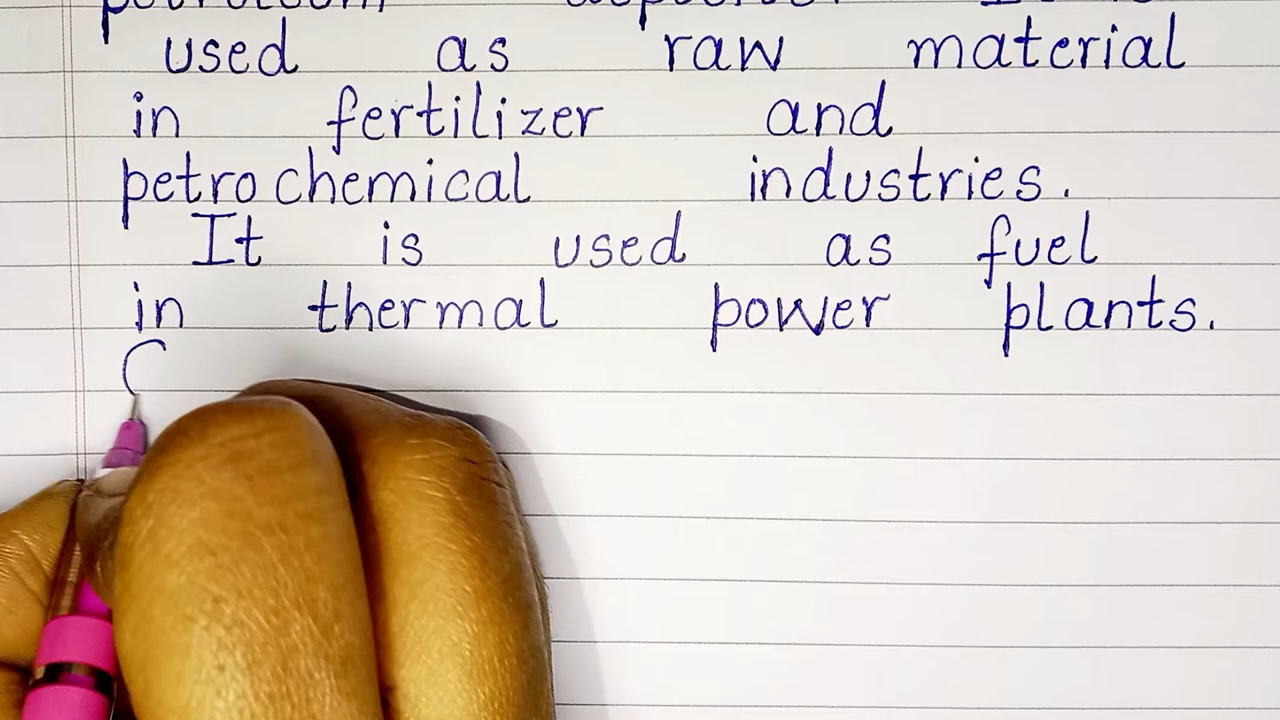 used as raw material
in fertilizer and
petrochemical industries.
It is used as fuel
in thermal power plants.